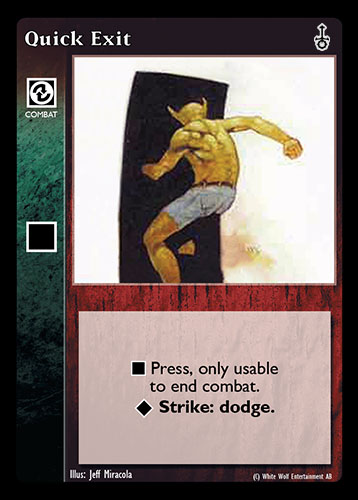 Quick Exit
COMBAT
Press, only usable
to end combat.
Strike: dodge.
Illus: Jeff Miracola
(C) White Wolf Entertainment AB